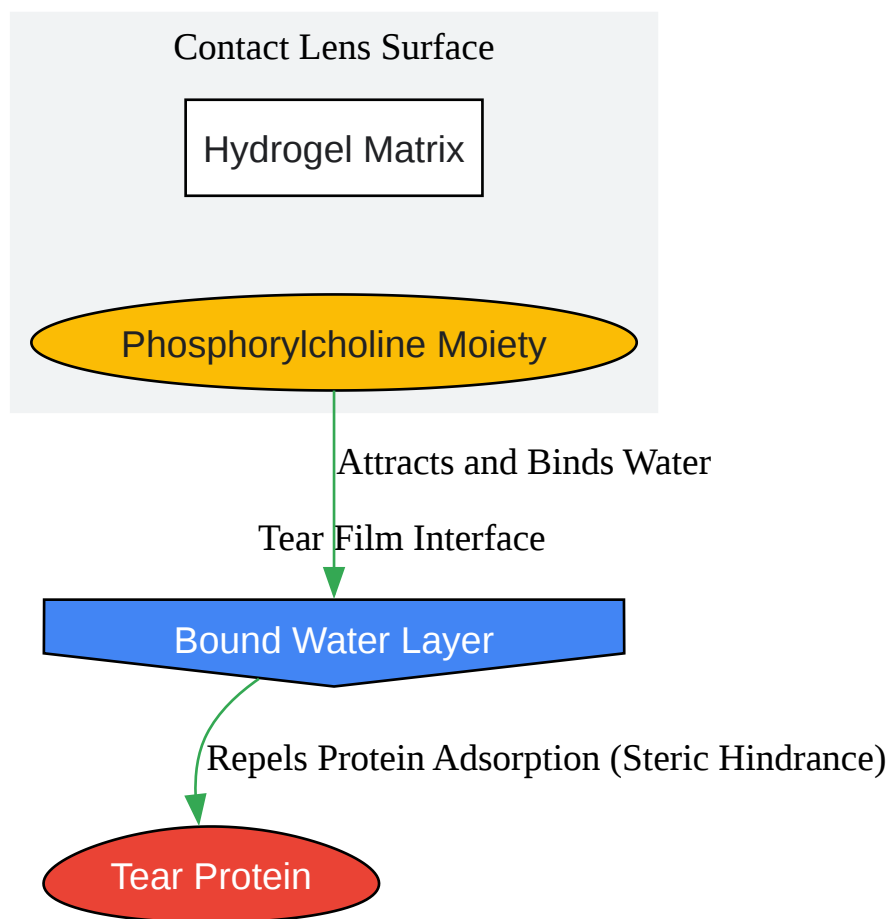 Contact Lens Surface
Hydrogel Matrix
Phosphorylcholine Moiety
Attracts and Binds Water
Tear Film Interface
Bound Water Layer
Repels Protein Adsorption (Steric Hindrance)
Tear Protein